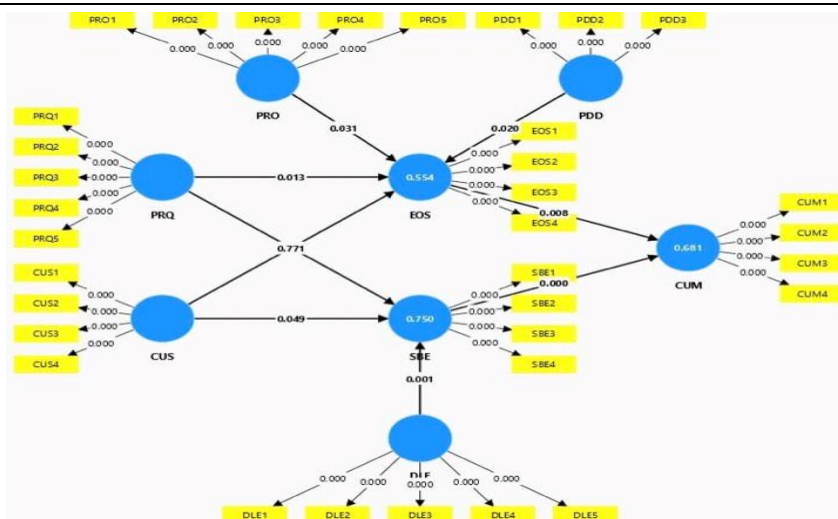 PRO1 PRO2 PRO3 PRO4 PRO5
0.000 0.000 0.000 0.000 0.000
PRO
PDD1 PDD2 PDD3
0.000 0.000 0.000
PDD
0.031
0.020
PRQ1
PRQ2
PRQ3
PRQ4
PRQ5
0.000
0.000
0.000
0.000
0.000
PRQ
0.013
0.554
EOS
EOS1
EOS2
EOS3
EOS4
0.000
0.000
0.000
0.000
0.008
0.771
CUS1
CUS2
CUS3
CUS4
0.000
0.000
0.000
0.000
CUS
0.049
0.750
SBE
SBE1
SBE2
SBE3
SBE4
0.000
0.000
0.000
0.000
0.000
0.681
CUM
CUM1
CUM2
CUM3
CUM4
0.000
0.000
0.000
0.000
0.001
DLE
0.000 0.000 0.000 0.000 0.000
DLE1 DLE2 DLE3 DLE4 DLE5